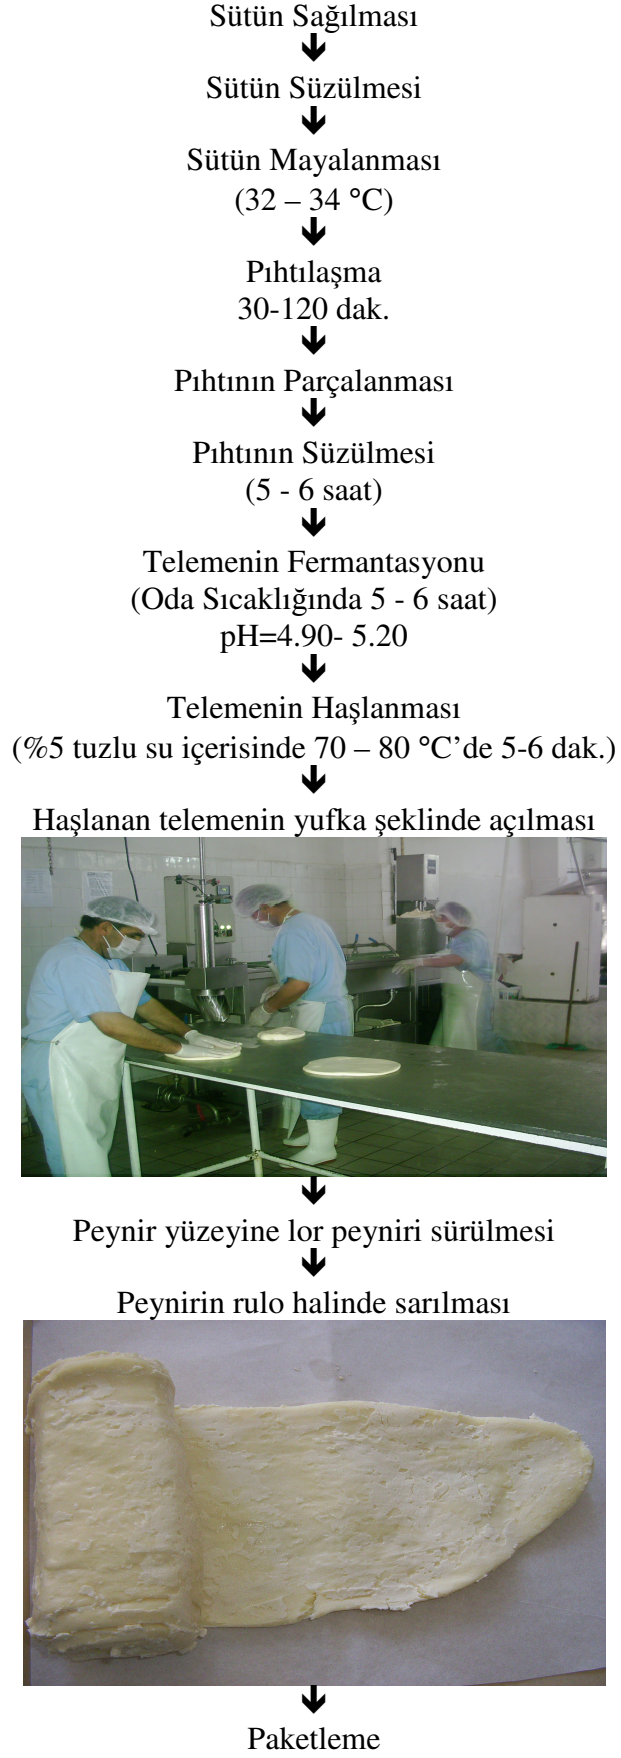 Sütün Sağılması
Sütün Süzülmesi
Sütün Mayalanması
(32 – 34 °C)
Pıhtılaşma
30-120 dak.
Pıhtının Parçalanması
Pıhtının Süzülmesi
(5 - 6 saat)
Telemenin Fermantasyonu
(Oda Sıcaklığında 5 - 6 saat)
pH=4.90- 5.20
Telemenin Haşlanması
(%5 tuzlu su içerisinde 70 – 80 °C’de 5-6 dak.)
Haşlanan telemenin yufka şeklinde açılması
Peynir yüzeyine lor peyniri sürülmesi
Peynirin rulo halinde sarılması
Paketleme